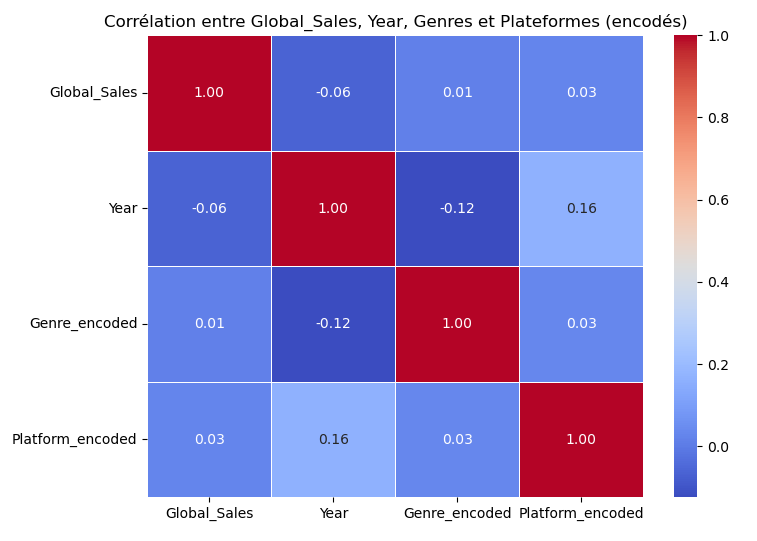 Corrélation entre Global_Sales, Year, Genres et Plateformes (encodés)
Global_Sales 1.00 -0.06 0.01 0.03
Year -0.06 1.00 -0.12 0.16
Genre_encoded 0.01 -0.12 1.00 0.03
Platform_encoded 0.03 0.16 0.03 1.00
Global_Sales Year Genre_encoded Platform_encoded
1.0
0.8
0.6
0.4
0.2
0.0